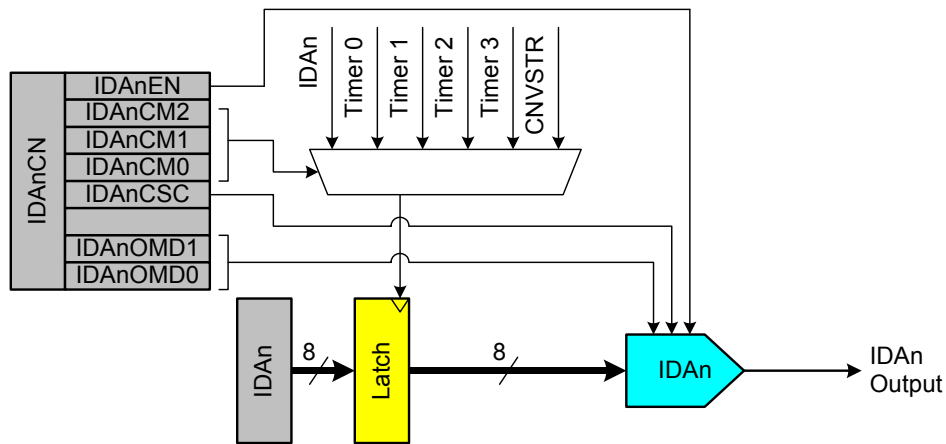 IDAn
Timer 0
Timer 1
Timer 2
Timer 3
CNVSTR
IDAnCN
IDAnEN
IDAnCM2
IDAnCM1
IDAnCM0
IDAnCSC
IDAnOMD1
IDAnOMD0
IDAn
8
Latch
8
IDAn
IDAn
Output